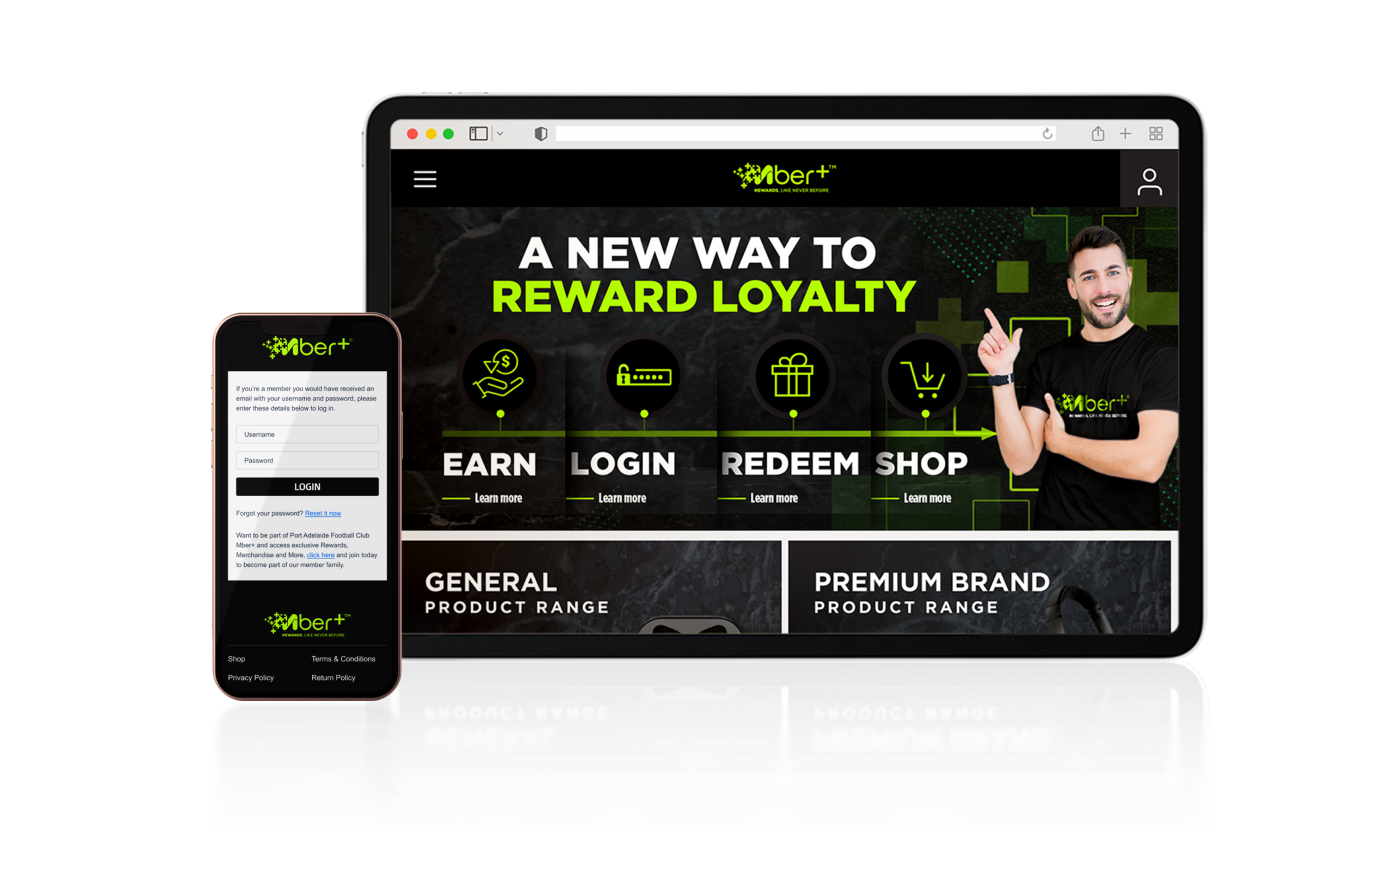 Mber+™
REWARDS, LIKE NEVER BEFORE
A NEW WAY TO
REWARD LOYALTY
$
EARN
Learn more
LOGIN
Learn more
REDEEM
Learn more
SHOP
Learn more
Mber+
REWARDS, LIKE NEVER BEFORE
GENERAL
PRODUCT RANGE
PREMIUM BRAND
PRODUCT RANGE
Mber+
If you're a member you would have received an
email with your username and password, please
enter these details below to log in.
Username
Password
LOGIN
Forgot your password? Reset it now
Want to be part of Port Adelaide Football Club
Mber+ and access exclusive Rewards,
Merchandise and More, click here and join today
to become part of our member family.
Mber+™
REWARDS, LIKE NEVER BEFORE
Shop
Terms & Conditions
Privacy Policy
Return Policy